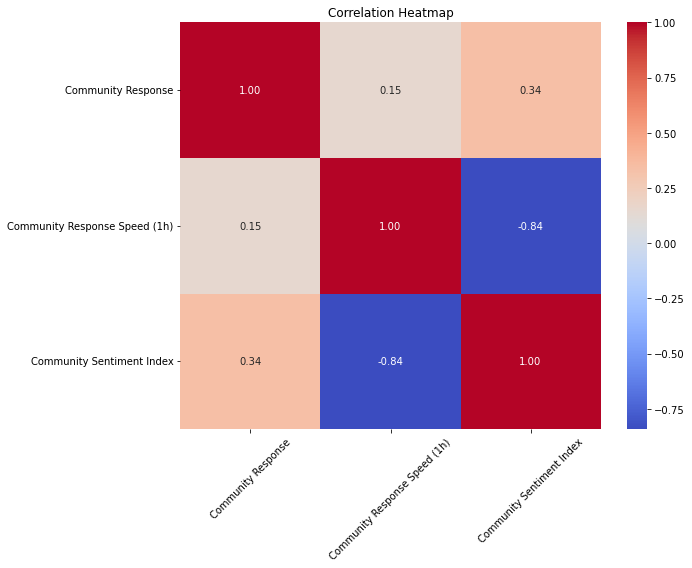 Correlation Heatmap
Community Response
1.00
0.15
0.34
Community Response Speed (1h)
0.15
1.00
-0.84
Community Sentiment Index
0.34
-0.84
1.00
Community Response
Community Response Speed (1h)
Community Sentiment Index
1.00
0.75
0.50
0.25
0.00
−0.25
−0.50
−0.75